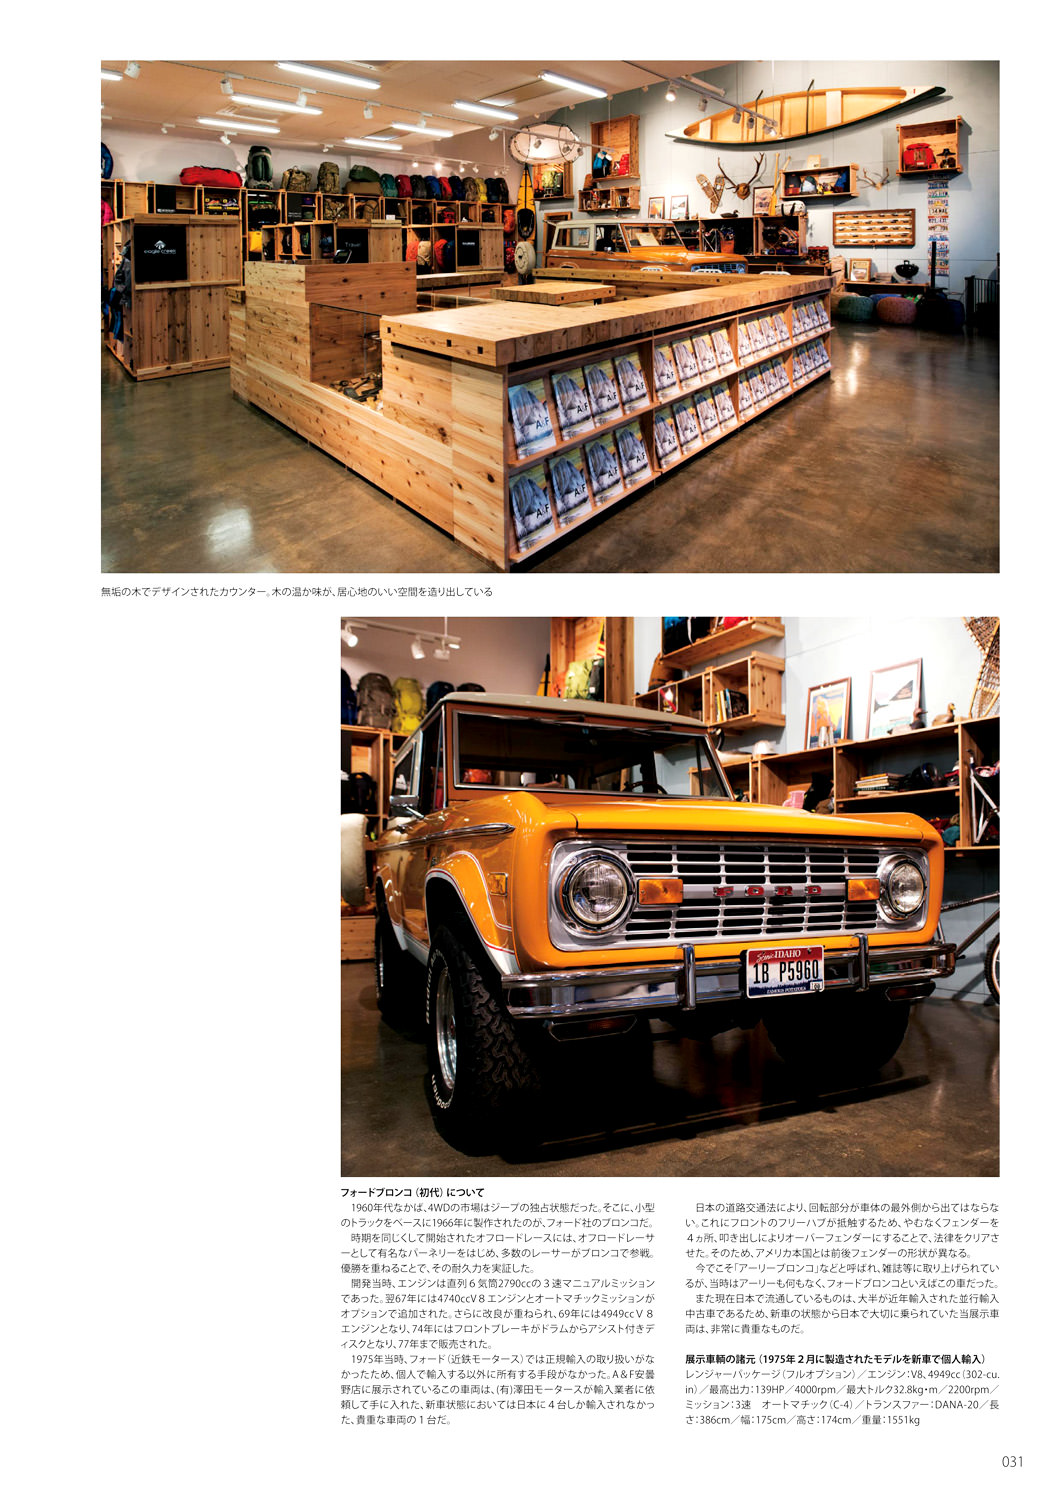 eagle creek
Travel
A&F
A&F
A&F
A&F
A&F
A&F
A&F
A&F
無垢の木でデザインされたカウンター。木の温か味が、居心地のいい空間を造り出している
FORD
Scenic IDAHO
1B P5960
FAMOUS POTATOES
フォードブロンコ（初代）について
1960年代なかば、4WDの市場はジープの独占状態だった。そこに、小型
のトラックをベースに1966年に製作されたのが、フォード社のブロンコだ。
時期を同じくして開始されたオフロードレースには、オフロードレーサ
ーとして有名なパーネリーをはじめ、多数のレーサーがブロンコで参戦。
優勝を重ねることで、その耐久力を実証した。
開発当時、エンジンは直列６気筒2790ccの３速マニュアルミッション
であった。翌67年には4740ccV８エンジンとオートマチックミッションが
オプションで追加された。さらに改良が重ねられ、69年には4949ccＶ８
エンジンとなり、74年にはフロントブレーキがドラムからアシスト付きデ
ィスクとなり、77年まで販売された。
1975年当時、フォード（近鉄モータース）では正規輸入の取り扱いがな
かったため、個人で輸入する以外に所有する手段がなかった。A&F安曇
野店に展示されているこの車両は、（有）澤田モータースが輸入業者に依
頼して手に入れた、新車状態においては日本に４台しか輸入されなかっ
た、貴重な車両の１台だ。
日本の道路交通法により、回転部分が車体の最外側から出てはならな
い。これにフロントのフリーハブが抵触するため、やむなくフェンダーを
４ヵ所、叩き出しによりオーバーフェンダーにすることで、法律をクリアさ
せた。そのため、アメリカ本国とは前後フェンダーの形状が異なる。
今でこそ「アーリーブロンコ」などと呼ばれ、雑誌等に取り上げられてい
るが、当時はアーリーも何もなく、フォードブロンコといえばこの車だった。
また現在日本で流通しているものは、大半が近年輸入された並行輸入
中古車であるため、新車の状態から日本で大切に乗られていた当展示車
両は、非常に貴重なものだ。
展示車輌の諸元（1975年２月に製造されたモデルを新車で個人輸入）
レンジャーパッケージ（フルオプション）／エンジン：V8、4949cc（302-cu.
in）／最高出力：139HP／4000rpm／最大トルク32.8kg・m／2200rpm／
ミッション：3速　オートマチック（C-4）／トランスファー：DANA-20／長
さ：386cm／幅：175cm／高さ：174cm／重量：1551kg
031